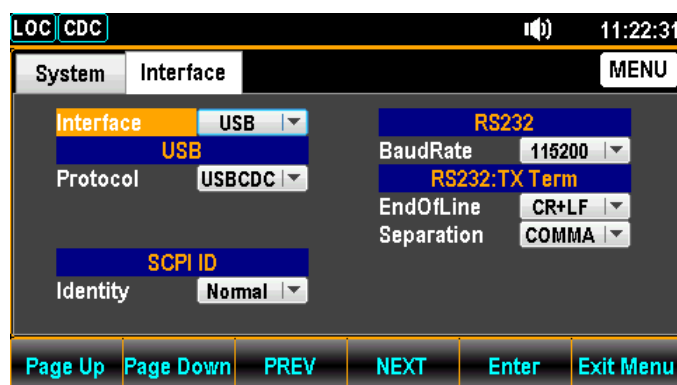 LOC CDC 11:22:31
System Interface MENU
Interface USB
USB
Protocol USBCDC
SCPI ID
Identity Normal
RS232
BaudRate 115200
RS232:TX Term
EndOfLine CR+LF
Separation COMMA
Page Up Page Down PREV NEXT Enter Exit Menu